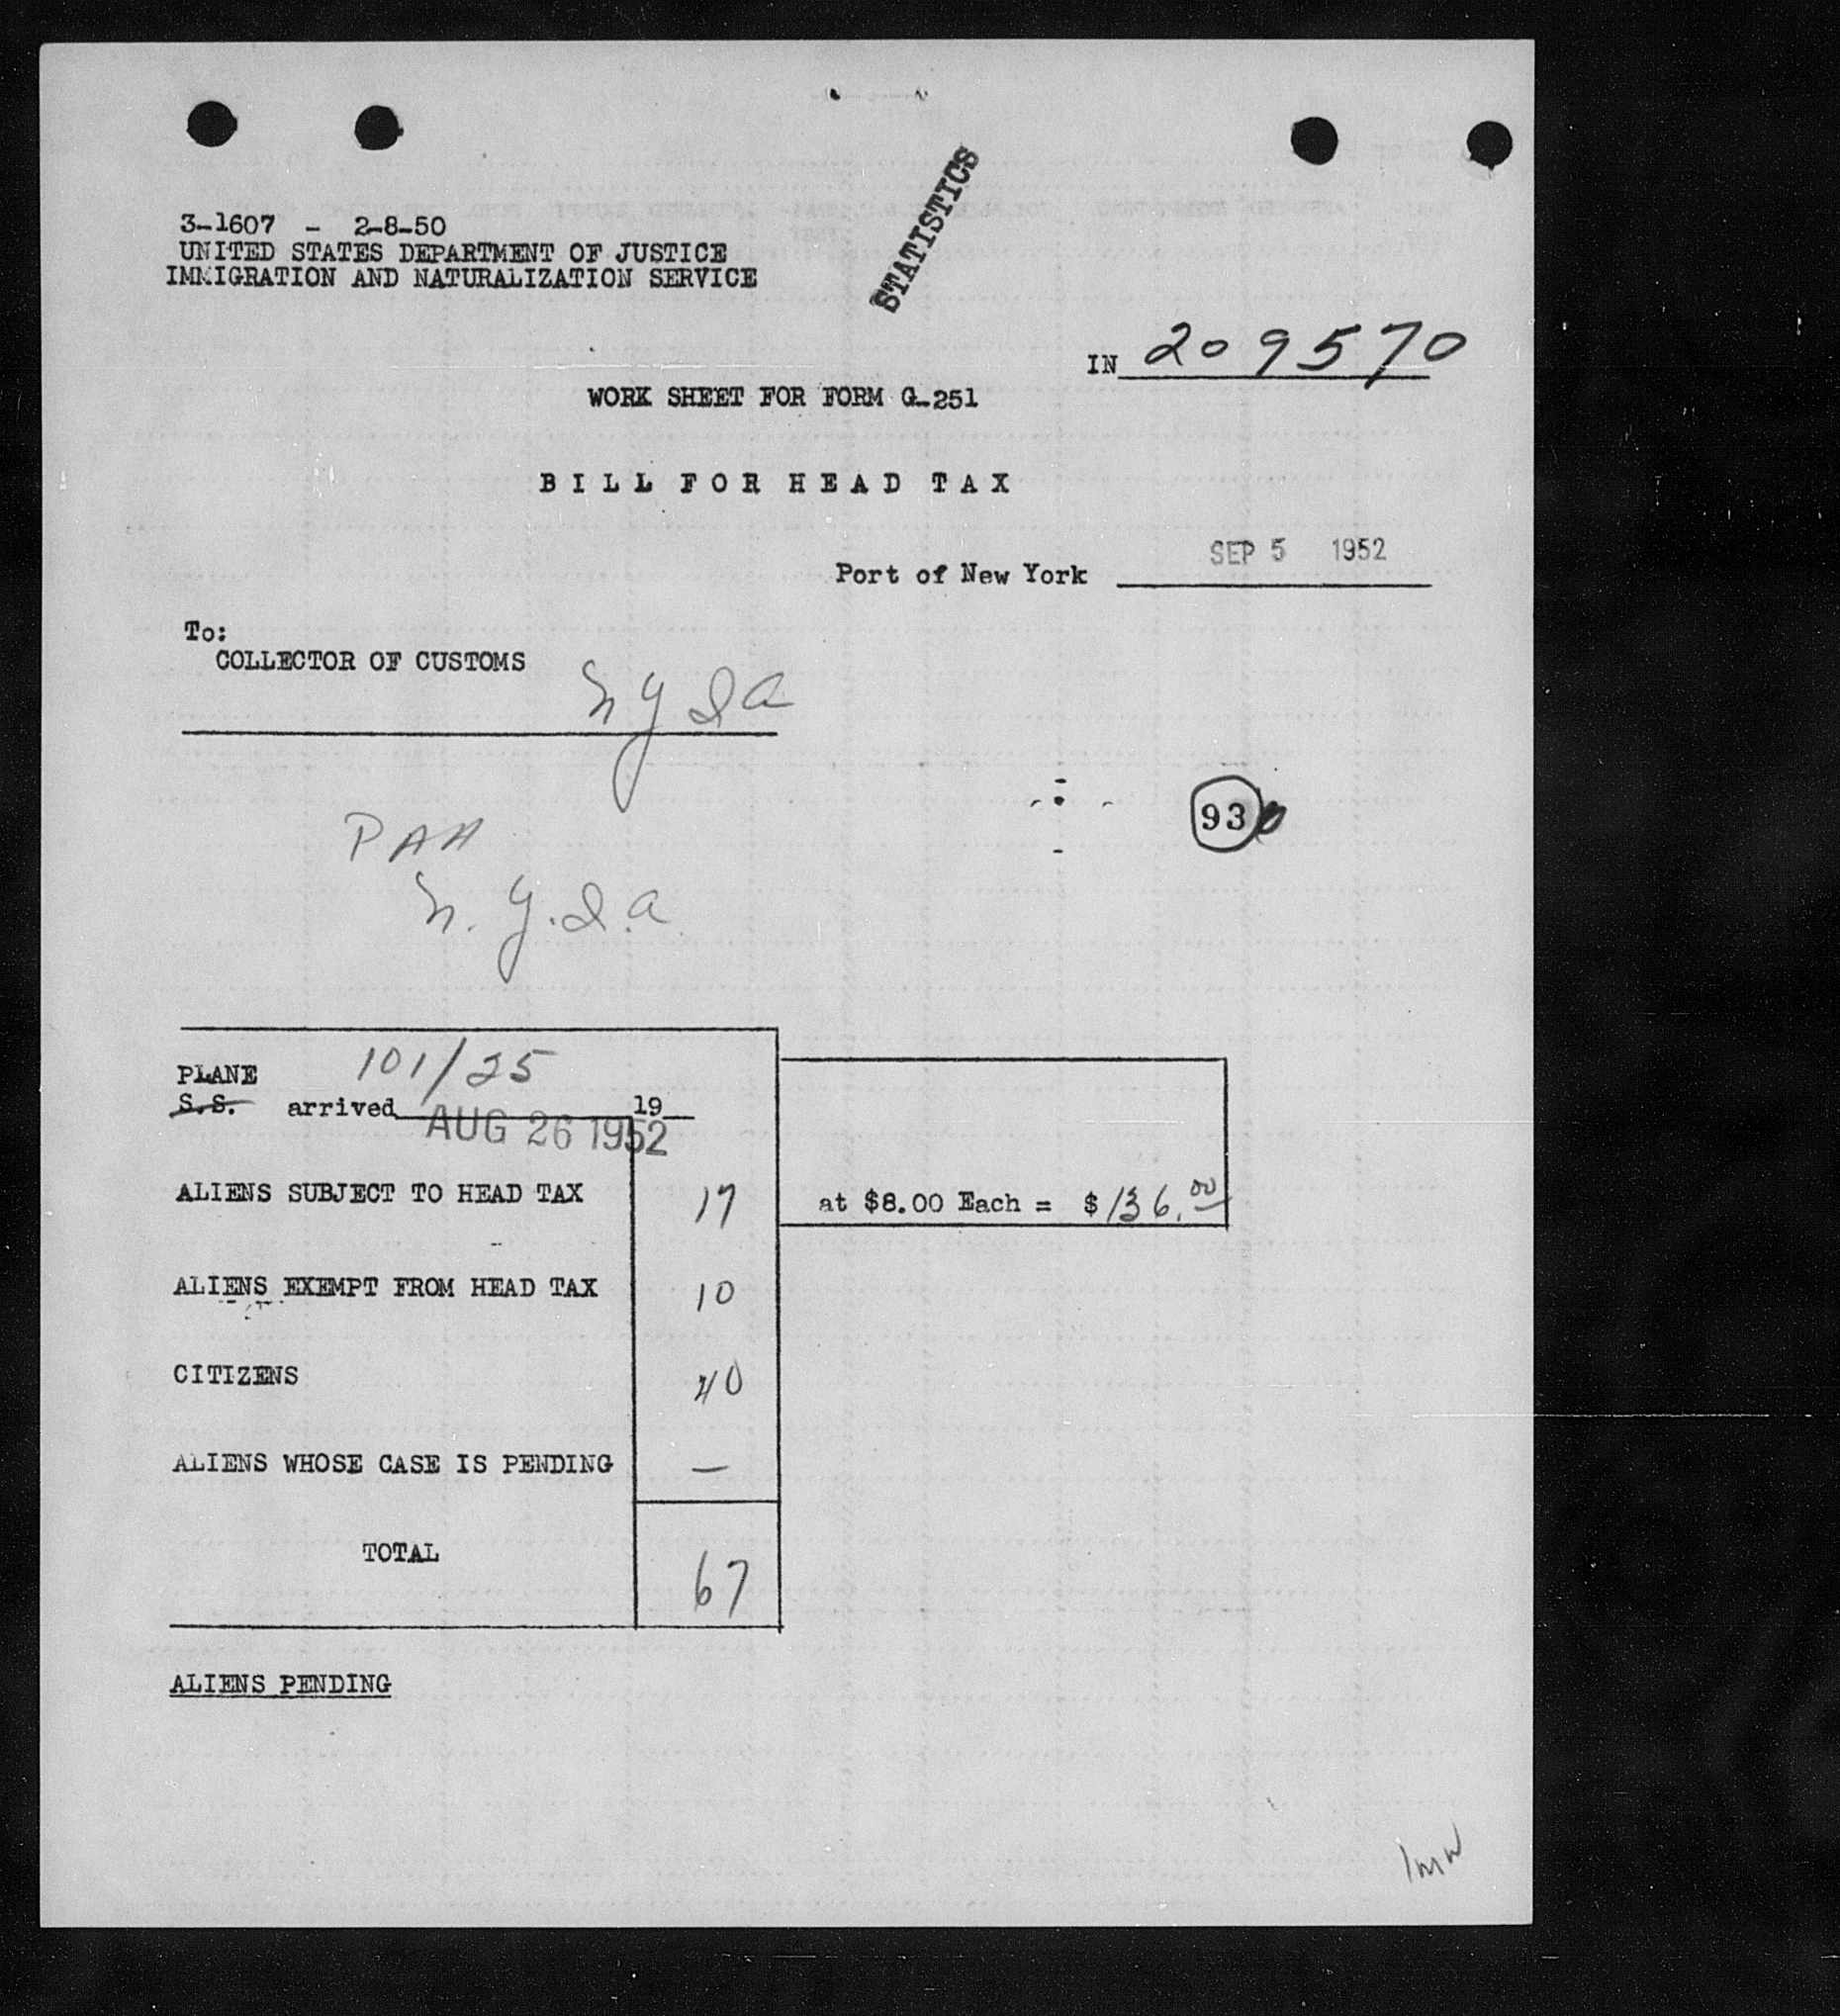 STATISTICS
3-1607 - 2-8-50
UNITED STATES DEPARTMENT OF JUSTICE
IMMIGRATION AND NATURALIZATION SERVICE
IN 209570
WORK SHEET FOR FORM G-251
BILL FOR HEAD TAX
SEP 5 1952
Port of New York
To:
COLLECTOR OF CUSTOMS
NYIA
93
PAA
N.Y.I.A.
PLANE 101/25
S.S. arrived 19
AUG 26 1952
ALIENS SUBJECT TO HEAD TAX 17 at $8.00 Each = $136.00
ALIENS EXEMPT FROM HEAD TAX 10
CITIZENS 40
ALIENS WHOSE CASE IS PENDING —
TOTAL 67
ALIENS PENDING